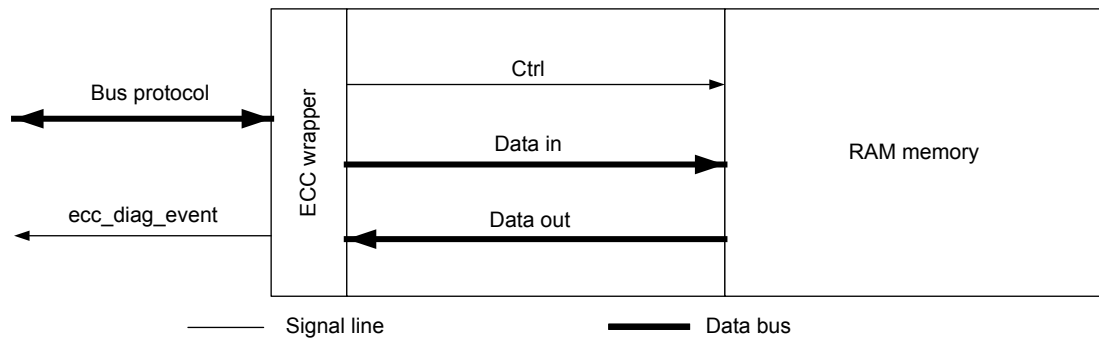 Ctrl
Bus protocol
ECC wrapper
Data in
RAM memory
ecc_diag_event
Data out
Signal line
Data bus